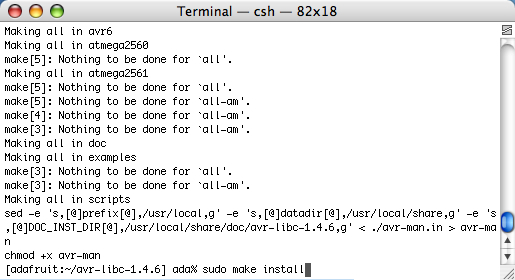 Terminal — csh — 82x18
Making all in avr6
Making all in atmega2560
make[5]: Nothing to be done for `all'.
Making all in atmega2561
make[5]: Nothing to be done for `all'.
make[5]: Nothing to be done for `all-am'.
make[4]: Nothing to be done for `all-am'.
make[3]: Nothing to be done for `all-am'.
Making all in doc
Making all in examples
make[3]: Nothing to be done for `all'.
make[3]: Nothing to be done for `all-am'.
Making all in scripts
sed -e 's,[@]prefix[@],/usr/local,g' -e 's,[@]datadir[@],/usr/local/share,g' -e 's
,[@]DOC_INST_DIR[@],/usr/local/share/doc/avr-libc-1.4.6,g' < ./avr-man.in > avr-ma
n
chmod +x avr-man
[adafruit:~/avr-libc-1.4.6] ada% sudo make install